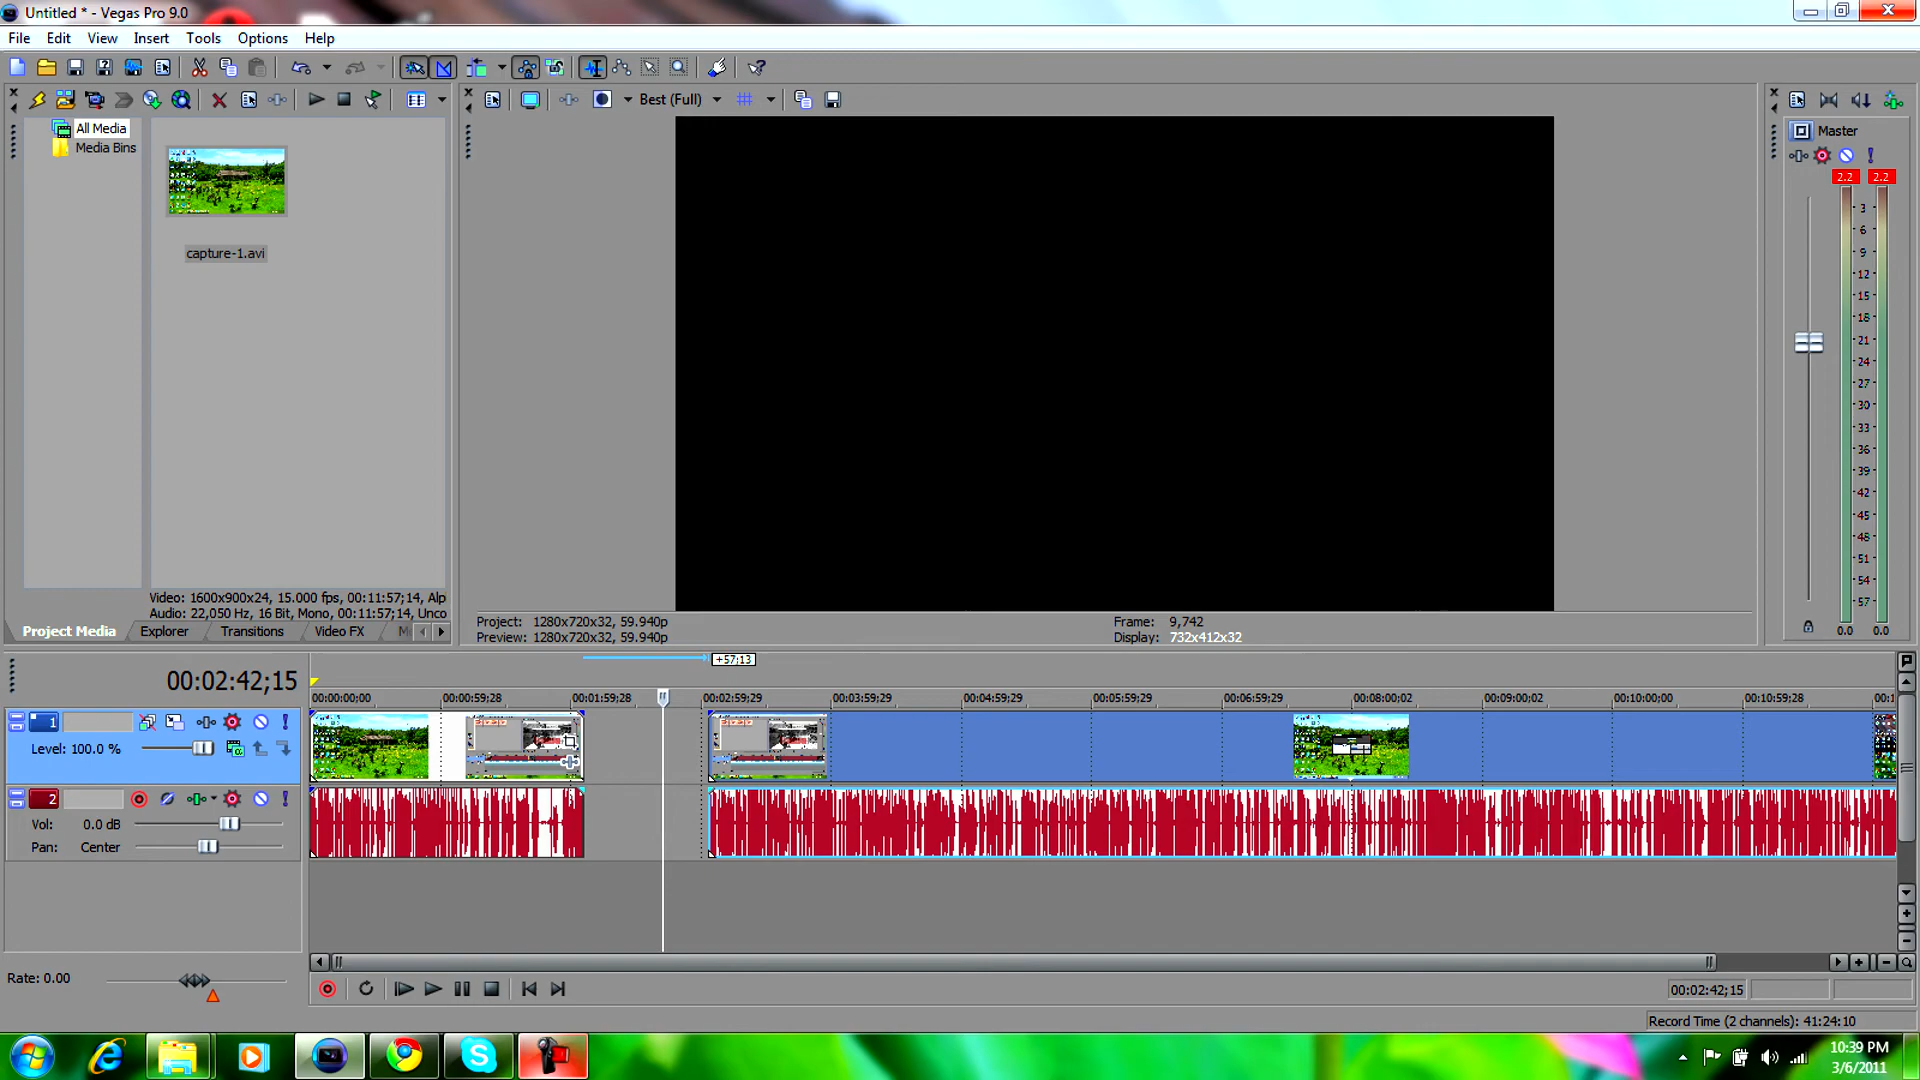 Untitled * - Vegas Pro 9.0
File Edit View Insert Tools Options Help
Best (Full)
All Media
Media Bins
capture-1.avi
Video: 1600x900x24, 15.000 fps, 00:11:57;14, Alp
Audio: 22,050 Hz, 16 Bit, Mono, 00:11:57;14, Unco
Project Media Explorer Transitions Video FX M
Project: 1280x720x32, 59.940p
Preview: 1280x720x32, 59.940p
Frame: 9,742
Display: 732x412x32
Master
2.2 2.2
3
6
9
12
15
18
21
24
27
30
33
36
39
42
45
48
51
54
57
0.0 0.0
00:02:42;15
+57;13
00:00:00;00 00:00:59;28 00:01:59;28 00:02:59;29 00:03:59;29 00:04:59;29 00:05:59;29 00:06:59;29 00:08:00;02 00:09:00;02 00:10:00;00 00:10:59;28 00:1
1
Level: 100.0 %
2
Vol: 0.0 dB
Pan: Center
Rate: 0.00
00:02:42;15
Record Time (2 channels): 41:24:10
10:39 PM
3/6/2011